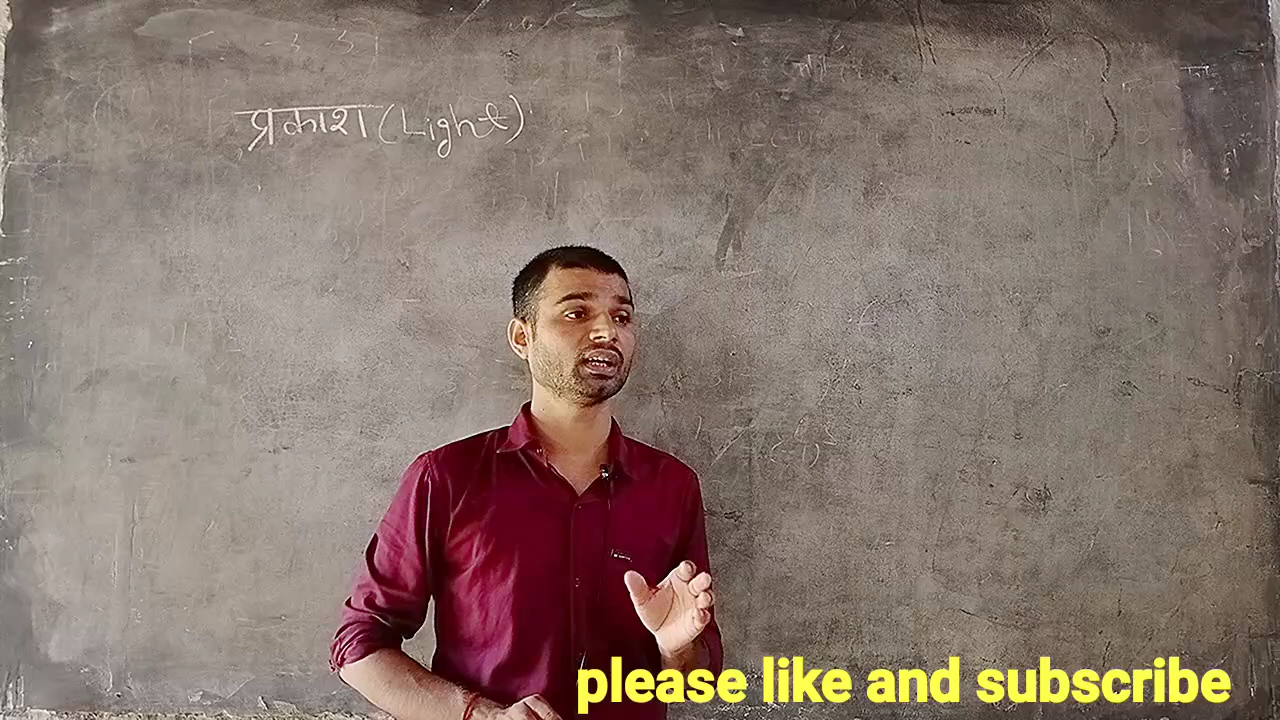 प्रकाश (Light)
please like and subscribe